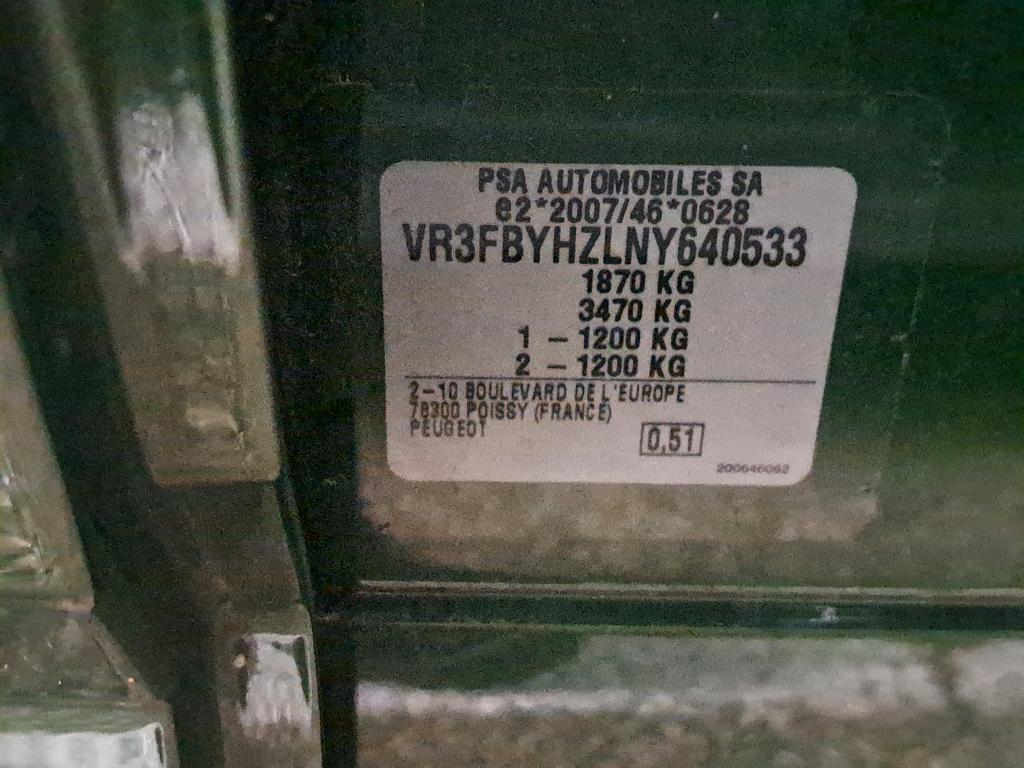 PSA AUTOMOBILES SA
e2*2007/46*0628
VR3FBYHZLNY640533
1870 KG
3470 KG
1 – 1200 KG
2 – 1200 KG
2–10 BOULEVARD DE L'EUROPE
78300 POISSY (FRANCE)
PEUGEOT
0,51
200646062